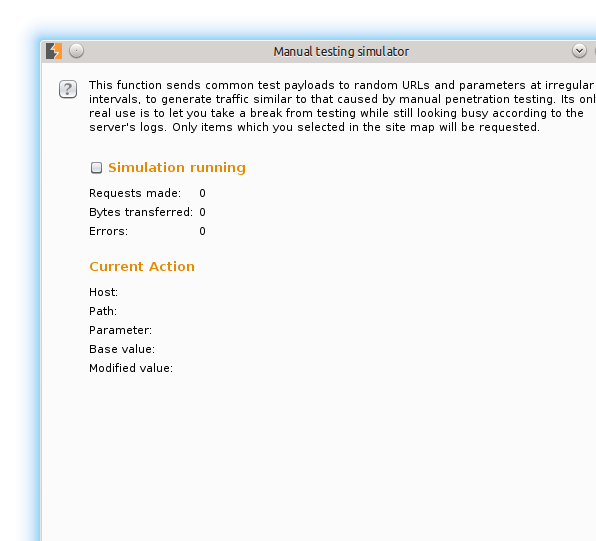 Manual testing simulator
This function sends common test payloads to random URLs and parameters at irregular
intervals, to generate traffic similar to that caused by manual penetration testing. Its onl
real use is to let you take a break from testing while still looking busy according to the
server's logs. Only items which you selected in the site map will be requested.
Simulation running
Requests made: 0
Bytes transferred: 0
Errors: 0
Current Action
Host:
Path:
Parameter:
Base value:
Modified value: